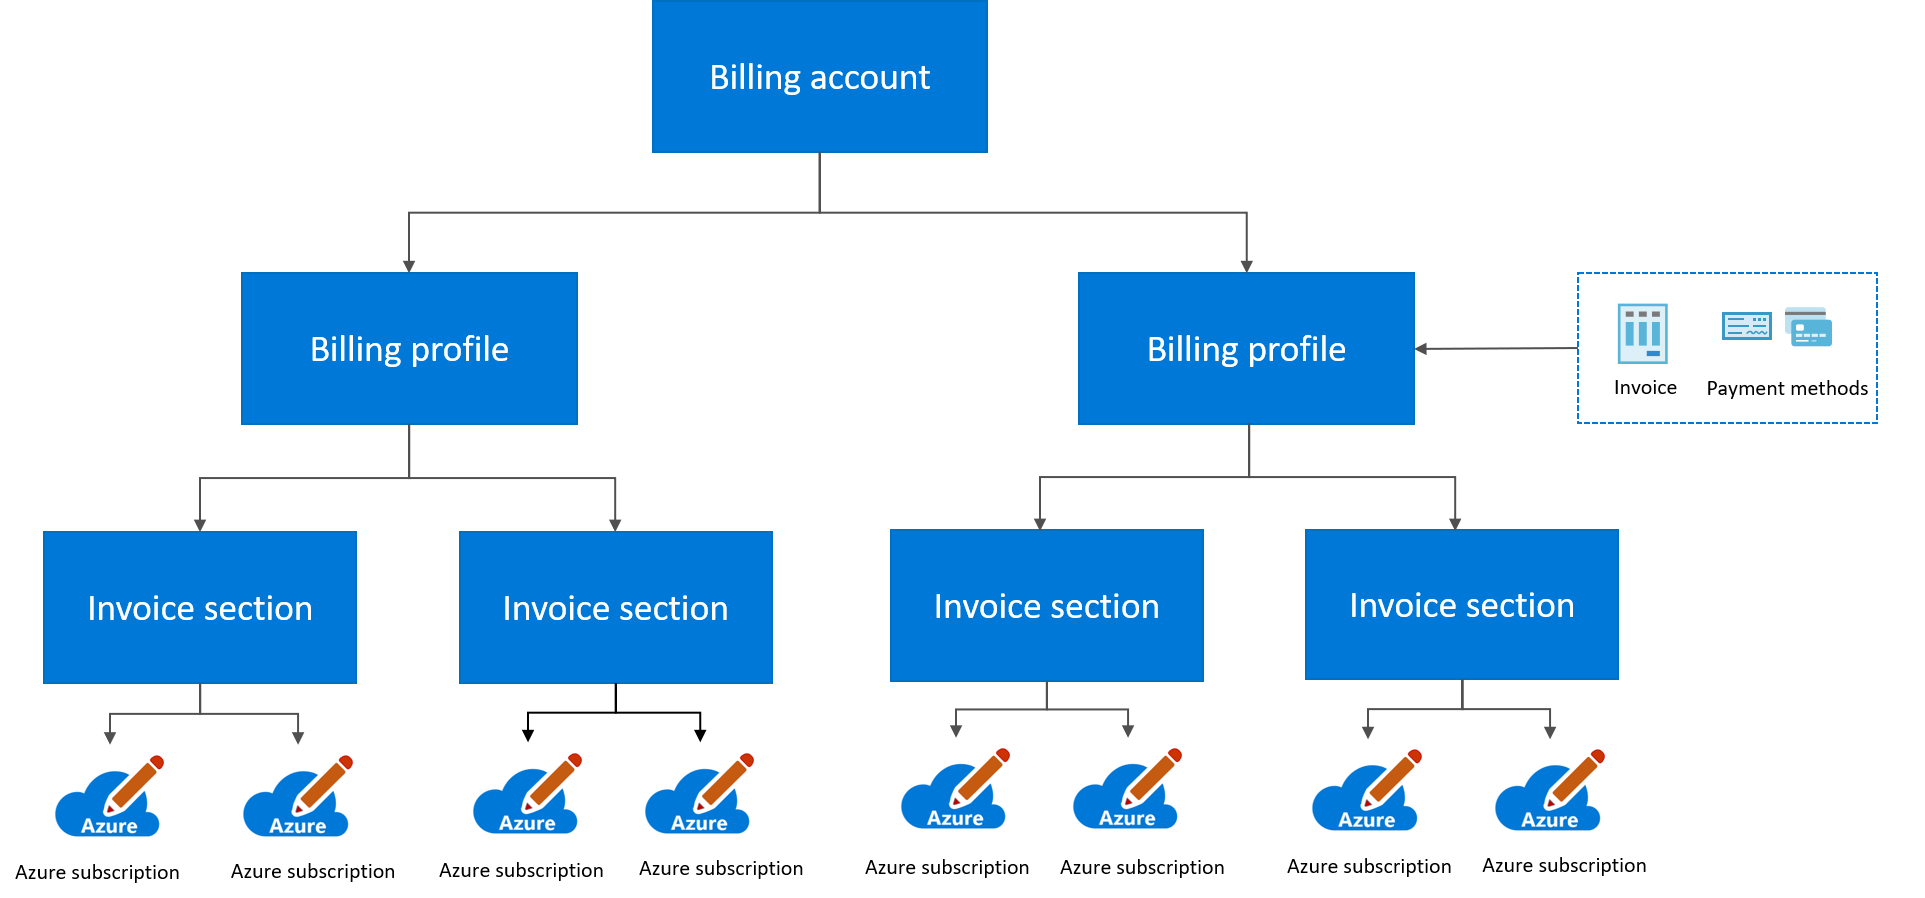 Billing account
Billing profile
Billing profile
Invoice
Payment methods
Invoice section
Invoice section
Invoice section
Invoice section
Azure
Azure
Azure
Azure
Azure
Azure
Azure
Azure
Azure subscription
Azure subscription
Azure subscription
Azure subscription
Azure subscription
Azure subscription
Azure subscription
Azure subscription